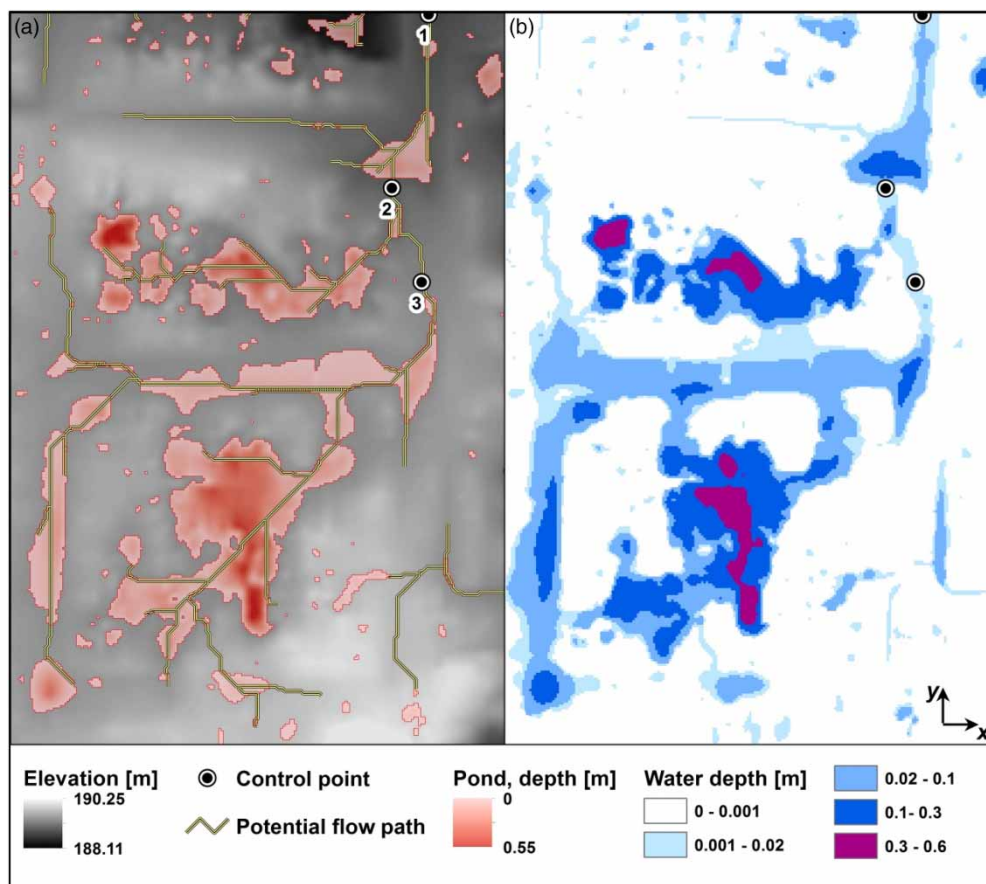 (a)
1
2
3
(b)
y
x
Elevation [m]
190.25
188.11
Control point
Potential flow path
Pond, depth [m]
0
0.55
Water depth [m]
0 - 0.001
0.001 - 0.02
0.02 - 0.1
0.1- 0.3
0.3 - 0.6